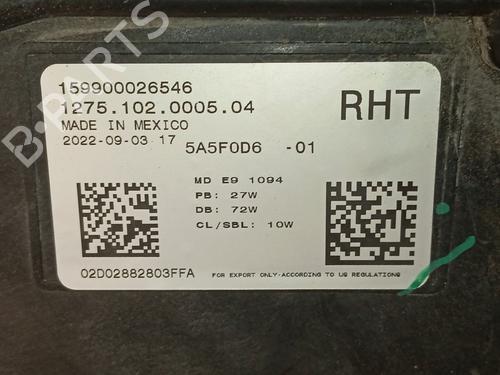 B-PARTS
159900026546
1275.102.0005.04
RHT
MADE IN MEXICO
2022-09-03 17
5A5F0D6 -01
MD E9 1094
PB: 27W
DB: 72W
CL/SBL: 10W
02D02882803FFA
FOR EXPORT ONLY-ACCORDING TO US REGULATIONS